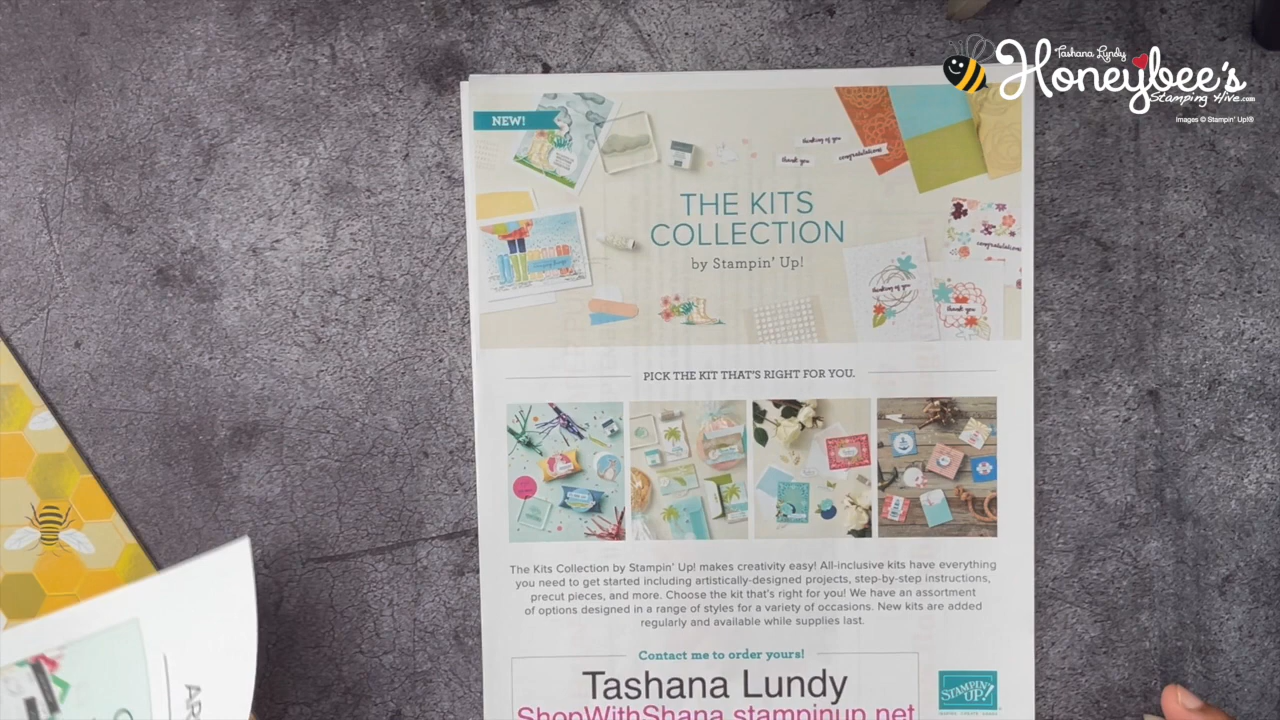 Tashana Lundy
Honeybee's
Stamping Hive.com
Images © Stampin' Up!®
NEW!
thinking of you
thank you
congratulations
THE KITS
COLLECTION
by Stampin' Up!
congratulations
thinking of you
thank you
PICK THE KIT THAT'S RIGHT FOR YOU.
The Kits Collection by Stampin' Up! makes creativity easy! All-inclusive kits have everything
you need to get started including artistically-designed projects, step-by-step instructions,
precut pieces, and more. Choose the kit that's right for you! We have an assortment
of options designed in a range of styles for a variety of occasions. New kits are added
regularly and available while supplies last.
Contact me to order yours!
Tashana Lundy
ShopWithShana.stampinup.net
STAMPIN' UP!
AR